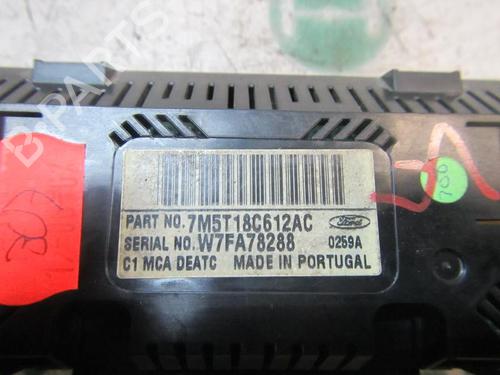 B-PARTS
PART NO. 7M5T18C612AC
Ford
SERIAL NO. W7FA78288 0259A
C1 MCA DEATC MADE IN PORTUGAL
700